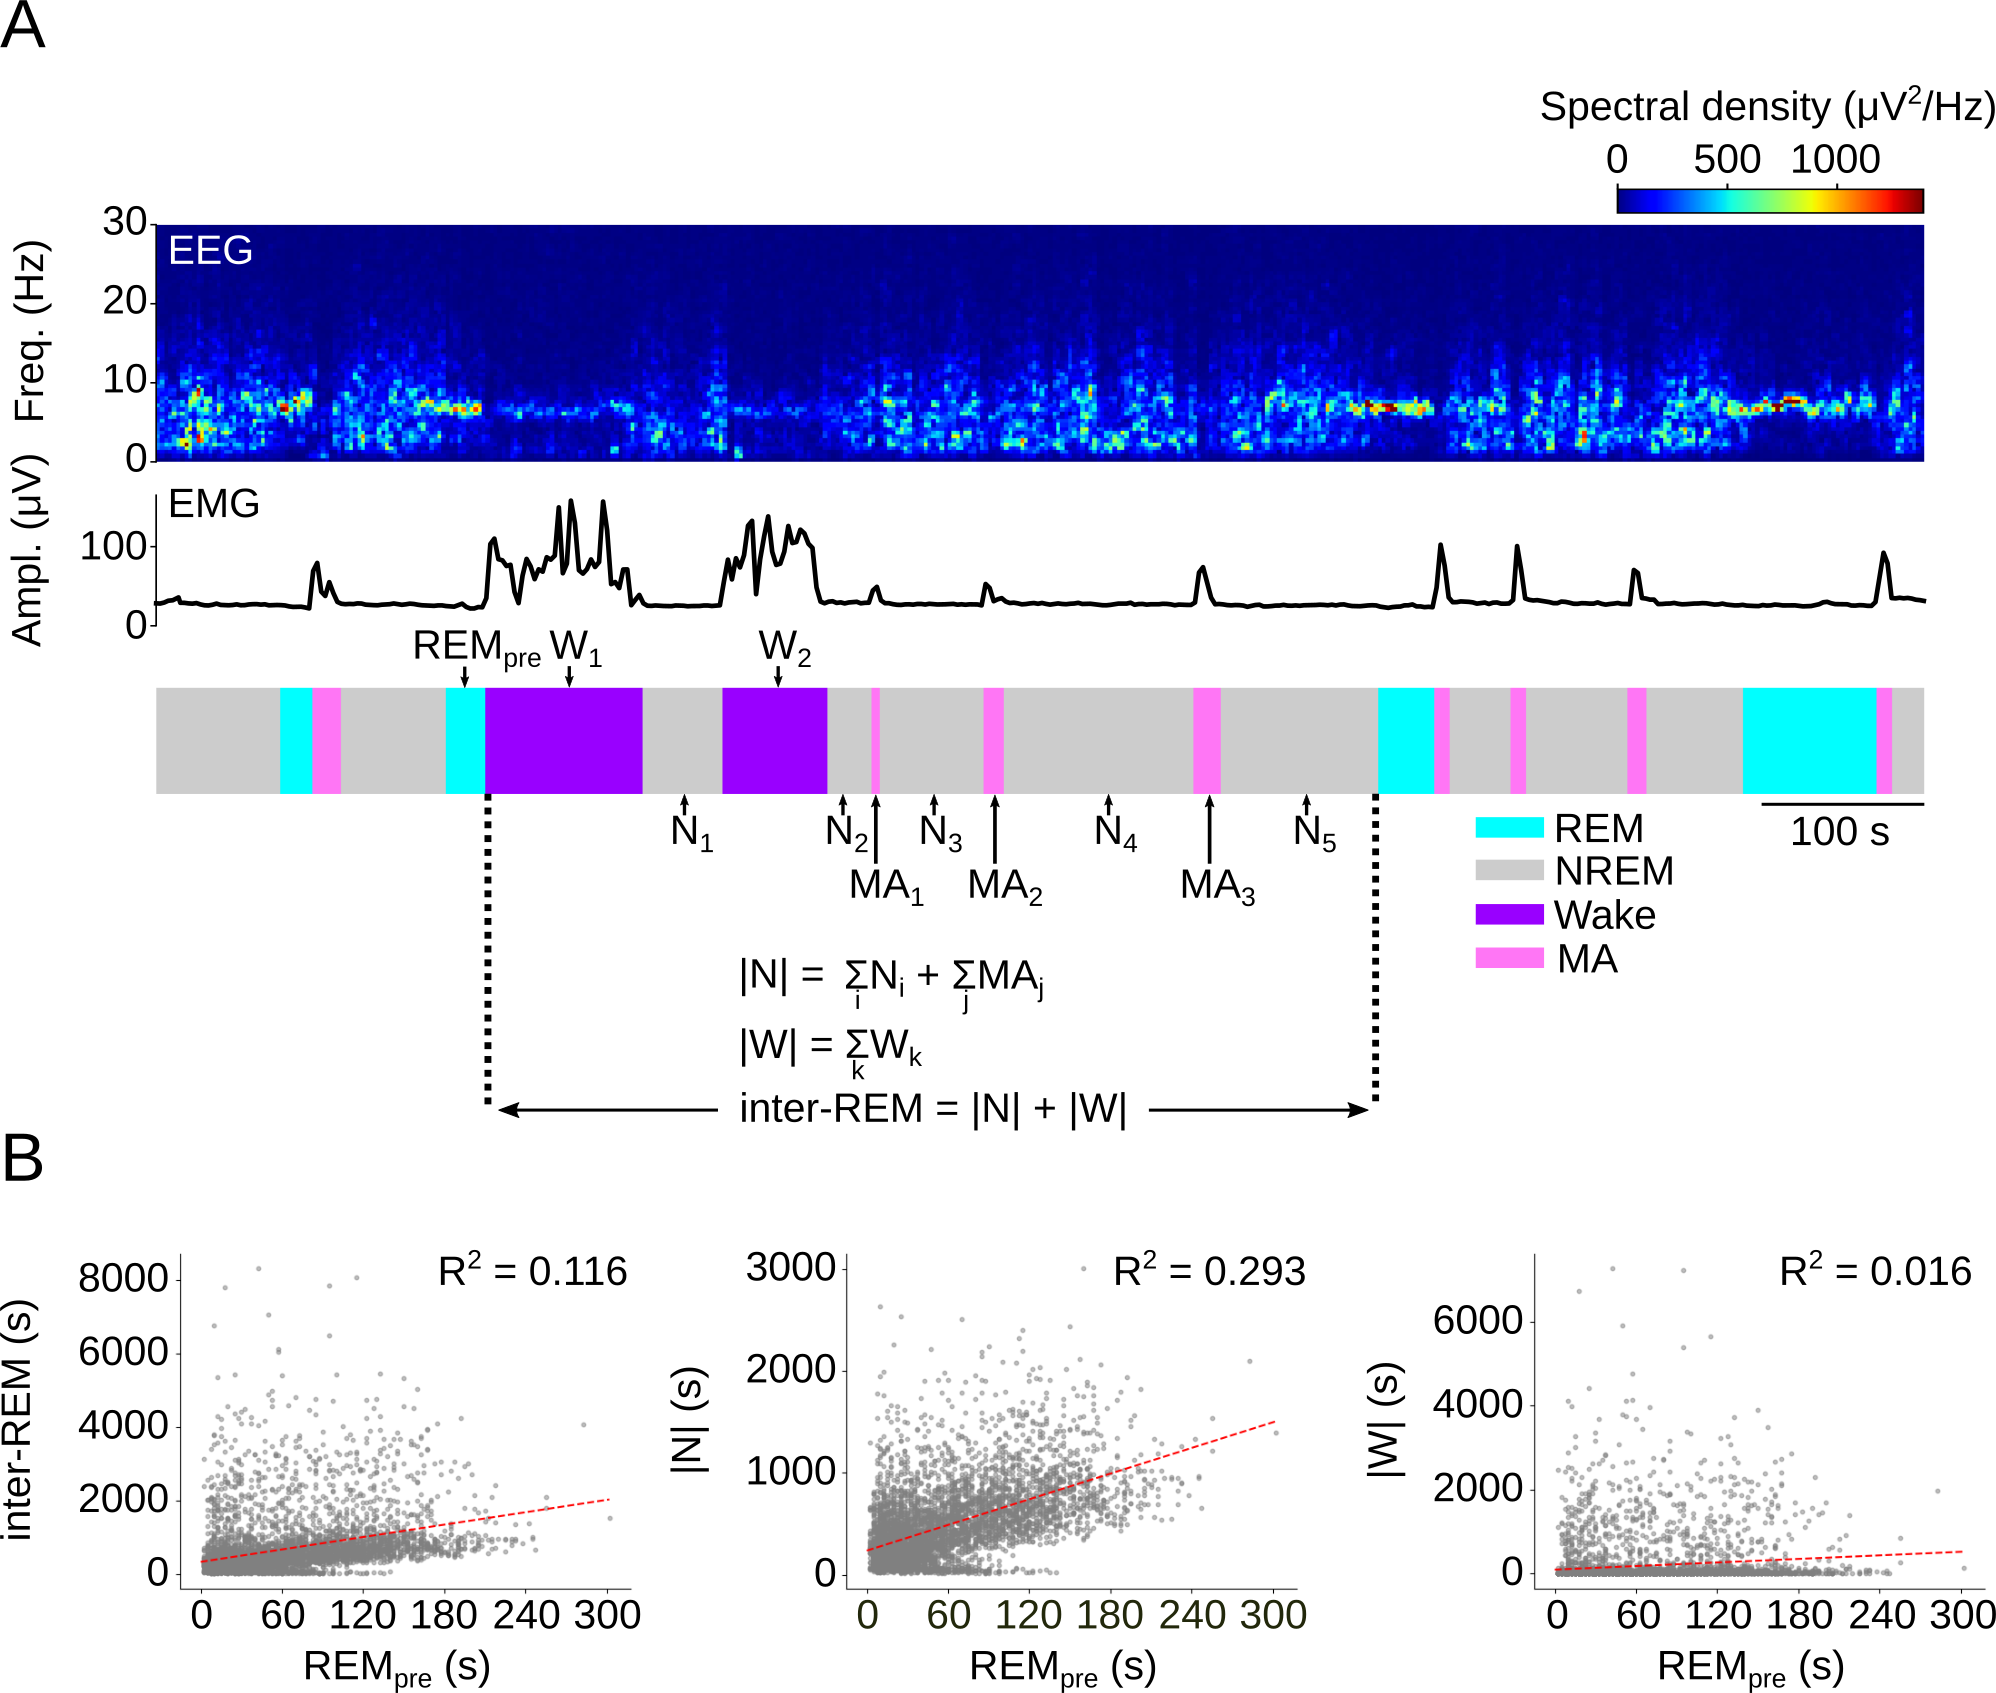 A
Spectral density (μV²/Hz)
0 500 1000
30
20
10
0
Freq. (Hz)
EEG
EMG
100
0
Ampl. (μV)
REMpre W1 W2
N1 N2 N3 N4 N5
MA1 MA2 MA3
100 s
REM
NREM
Wake
MA
|N| = ΣiNi + ΣjMAj
|W| = ΣkWk
inter-REM = |N| + |W|
B
R² = 0.116
8000
6000
4000
2000
0
inter-REM (s)
0 60 120 180 240 300
REMpre (s)
R² = 0.293
3000
2000
1000
0
|N| (s)
0 60 120 180 240 300
REMpre (s)
R² = 0.016
6000
4000
2000
0
|W| (s)
0 60 120 180 240 300
REMpre (s)